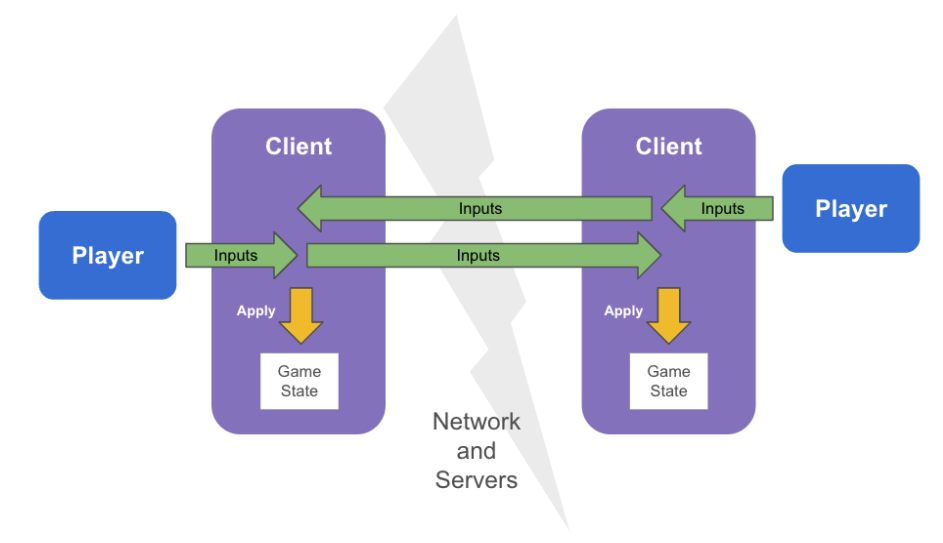 Client
Client
Inputs
Inputs
Player
Player
Inputs
Inputs
Apply
Apply
Game
State
Game
State
Network
and
Servers